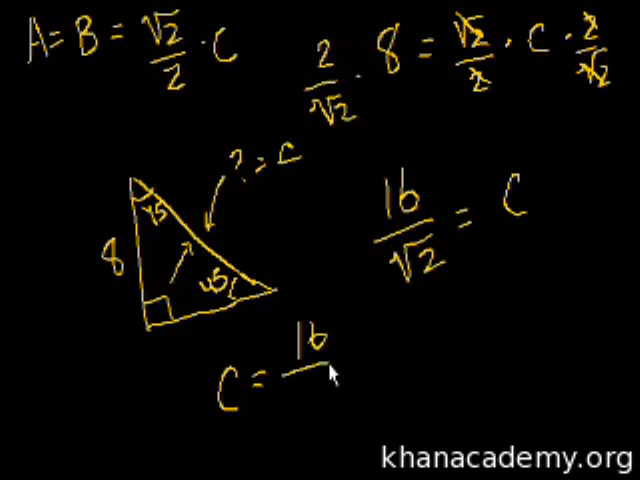 A = B = √2/2 · C
2/√2 · 8 = √2/2 · C · 2/√2
? = C
45
8
45
16/√2 = C
C = 16
khanacademy.org